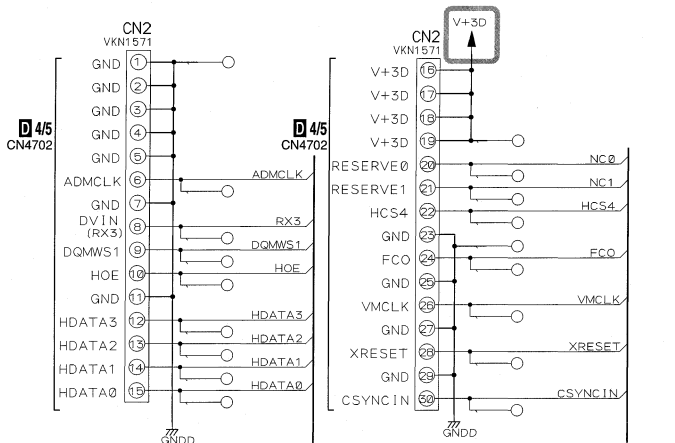 CN2
VKN1571
D 4/5
CN4702
GND 1
GND 2
GND 3
GND 4
GND 5
ADMCLK 6 ADMCLK
GND 7
DVIN
(RX3) 8 RX3
DQMWS1 9 DQMWS1
HOE 10 HOE
GND 11
HDATA3 12 HDATA3
HDATA2 13 HDATA2
HDATA1 14 HDATA1
HDATA0 15 HDATA0
GNDD
V+3D
CN2
VKN1571
D 4/5
CN4702
V+3D 16
V+3D 17
V+3D 18
V+3D 19
RESERVE0 20 NC0
RESERVE1 21 NC1
HCS4 22 HCS4
GND 23
FCO 24 FCO
GND 25
VMCLK 26 VMCLK
GND 27
XRESET 28 XRESET
GND 29
CSYNCIN 30 CSYNCIN
GNDD